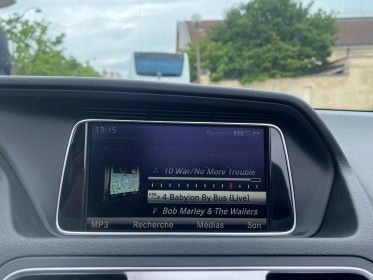 13:15
10 War/No More Trouble
4 Babylon By Bus [Live]
Bob Marley & The Wailers
MP3 Recherche Médias Son